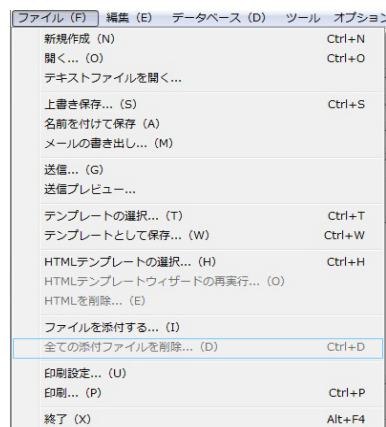 ファイル（F） 編集（E） データベース（D） ツール オプション
新規作成（N） Ctrl+N
開く...（O） Ctrl+O
テキストファイルを開く...
上書き保存...（S） Ctrl+S
名前を付けて保存（A）
メールの書き出し...（M）
送信...（G）
送信プレビュー...
テンプレートの選択...（T） Ctrl+T
テンプレートとして保存...（W） Ctrl+W
HTMLテンプレートの選択...（H） Ctrl+H
HTMLテンプレートウィザードの再実行...（O）
HTMLを削除...（E）
ファイルを添付する...（I）
全ての添付ファイルを削除...（D） Ctrl+D
印刷設定...（U）
印刷...（P） Ctrl+P
終了（X） Alt+F4